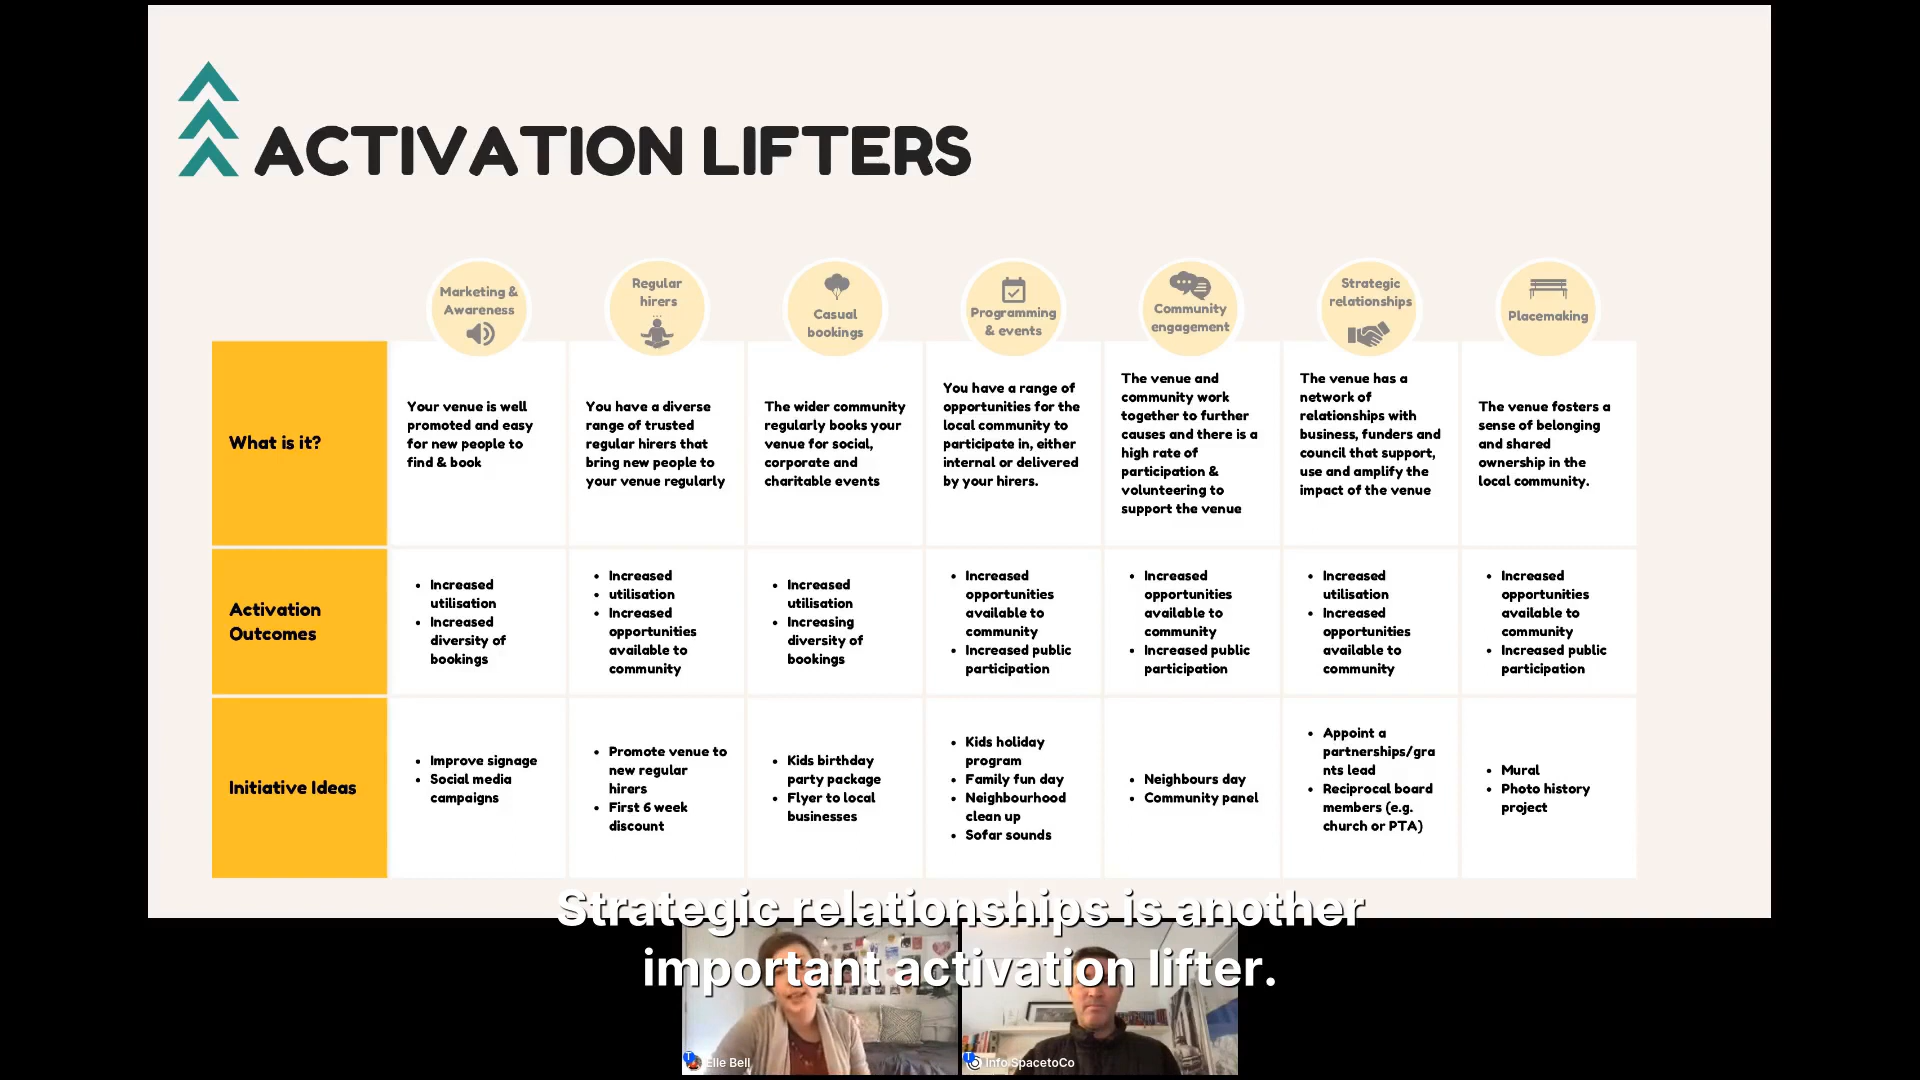 ACTIVATION LIFTERS
Marketing &
Awareness
Regular
hirers
Casual
bookings
Programming
& events
Community
engagement
Strategic
relationships
Placemaking
What is it?
Your venue is well
promoted and easy
for new people to
find & book
You have a diverse
range of trusted
regular hirers that
bring new people to
your venue regularly
The wider community
regularly books your
venue for social,
corporate and
charitable events
You have a range of
opportunities for the
local community to
participate in, either
internal or delivered
by your hirers.
The venue and
community work
together to further
causes and there is a
high rate of
participation &
volunteering to
support the venue
The venue has a
network of
relationships with
business, funders and
council that support,
use and amplify the
impact of the venue
The venue fosters a
sense of belonging
and shared
ownership in the
local community.
Activation
Outcomes
• Increased
utilisation
• Increased
diversity of
bookings
• Increased
• utilisation
• Increased
opportunities
available to
community
• Increased
utilisation
• Increasing
diversity of
bookings
• Increased
opportunities
available to
community
• Increased public
participation
• Increased
opportunities
available to
community
• Increased public
participation
• Increased
utilisation
• Increased
opportunities
available to
community
• Increased
opportunities
available to
community
• Increased public
participation
Initiative Ideas
• Improve signage
• Social media
campaigns
• Promote venue to
new regular
hirers
• First 6 week
discount
• Kids birthday
party package
• Flyer to local
businesses
• Kids holiday
program
• Family fun day
• Neighbourhood
clean up
• Sofar sounds
• Neighbours day
• Community panel
• Appoint a
partnerships/gra
nts lead
• Reciprocal board
members (e.g.
church or PTA)
• Mural
• Photo history
project
Strategic relationships is another
important activation lifter.
Elle Bell
Info SpacetoCo